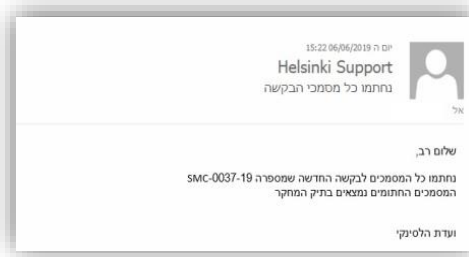 יום ה 06/06/2019 15:22
Helsinki Support
נחתמו כל מסמכי הבקשה
אל
שלום רב,
נחתמו כל המסמכים לבקשה החדשה שמספרה SMC-0037-19
המסמכים החתומים נמצאים בתיק המחקר
ועדת הלסינקי